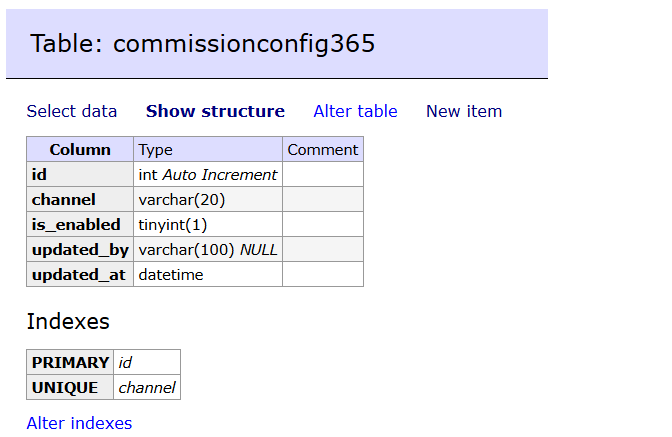 Table: commissionconfig365
Select data Show structure Alter table New item
Column Type Comment
id int Auto Increment
channel varchar(20)
is_enabled tinyint(1)
updated_by varchar(100) NULL
updated_at datetime
Indexes
PRIMARY id
UNIQUE channel
Alter indexes